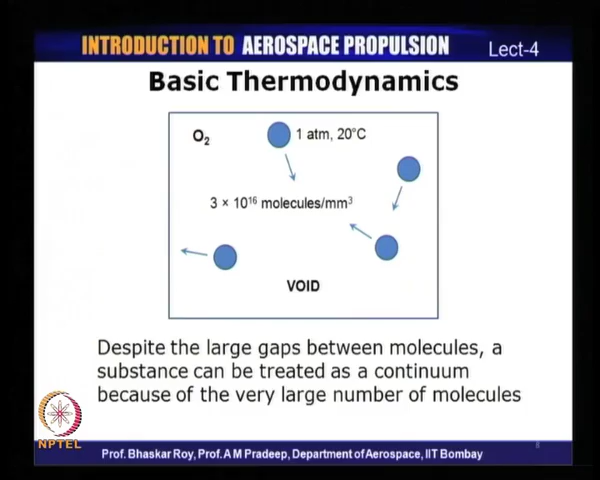 INTRODUCTION TO AEROSPACE PROPULSION
Lect-4
Basic Thermodynamics
O₂
1 atm, 20°C
3 × 10¹⁶ molecules/mm³
VOID
Despite the large gaps between molecules, a
substance can be treated as a continuum
because of the very large number of molecules
NPTEL
8
Prof. Bhaskar Roy, Prof. A M Pradeep, Department of Aerospace, IIT Bombay